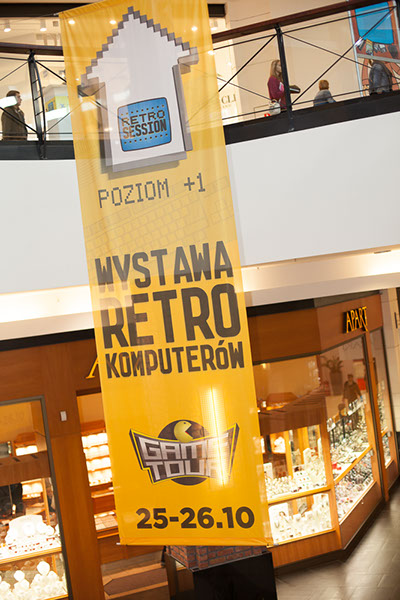 RETRO
SESSION
POZIOM +1
WYSTAWA
RETRO
KOMPUTERÓW
GAME
TOUR
25-26.10
APART